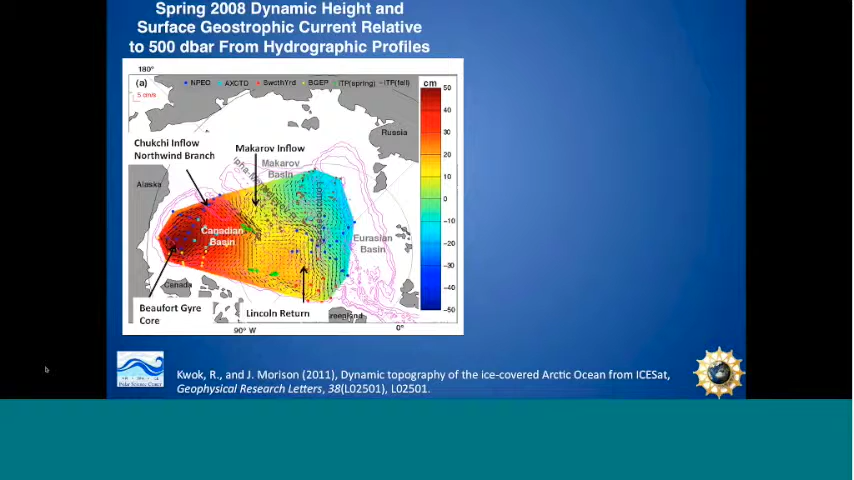 Spring 2008 Dynamic Height and
Surface Geostrophic Current Relative
to 500 dbar From Hydrographic Profiles
180°
(a)
NPEO AXCTD SwcthYrd BGEP ITP(spring) ITP(fall)
cm
5 cm/s
50
40
30
20
10
0
−10
−20
−30
−40
−50
Russia
Chukchi Inflow
Northwind Branch
Makarov Inflow
Makarov
Basin
Alaska
Canadian
Basin
Eurasian
Basin
Canada
Beaufort Gyre
Core
Lincoln Return
90° W
0°
Polar Science Center
Kwok, R., and J. Morison (2011), Dynamic topography of the ice-covered Arctic Ocean from ICESat,
Geophysical Research Letters, 38(L02501), L02501.